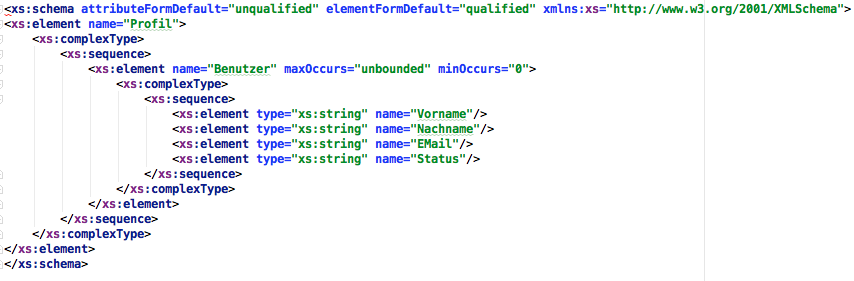 <xs:schema attributeFormDefault="unqualified" elementFormDefault="qualified" xmlns:xs="http://www.w3.org/2001/XMLSchema">
<xs:element name="Profil">
<xs:complexType>
<xs:sequence>
<xs:element name="Benutzer" maxOccurs="unbounded" minOccurs="0">
<xs:complexType>
<xs:sequence>
<xs:element type="xs:string" name="Vorname"/>
<xs:element type="xs:string" name="Nachname"/>
<xs:element type="xs:string" name="EMail"/>
<xs:element type="xs:string" name="Status"/>
</xs:sequence>
</xs:complexType>
</xs:element>
</xs:sequence>
</xs:complexType>
</xs:element>
</xs:schema>